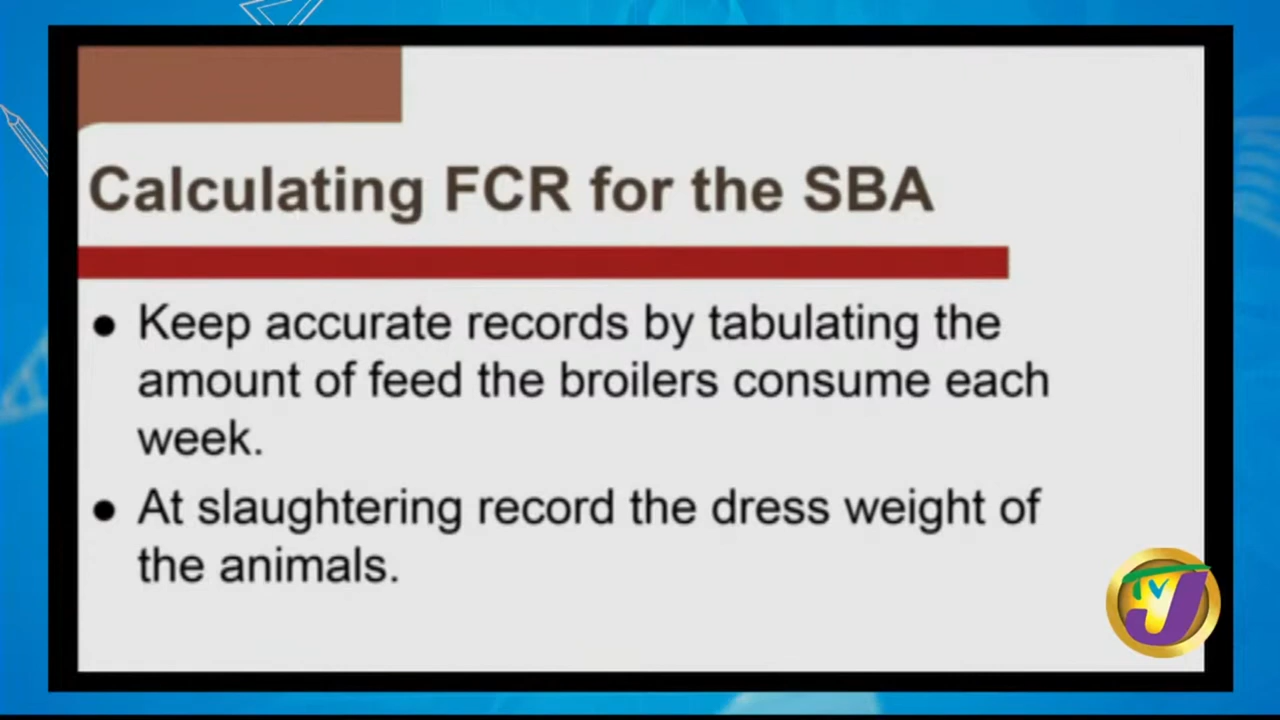 Calculating FCR for the SBA
● Keep accurate records by tabulating the
amount of feed the broilers consume each
week.
● At slaughtering record the dress weight of
the animals.
TVJ